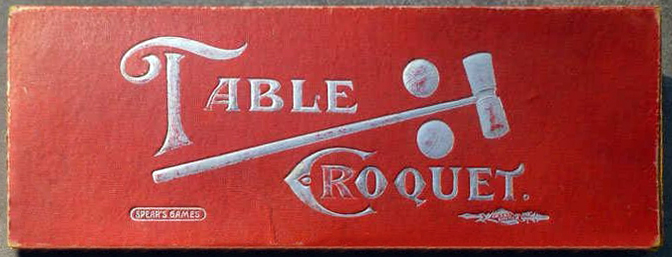 TABLE
CROQUET.
SPEAR'S GAMES